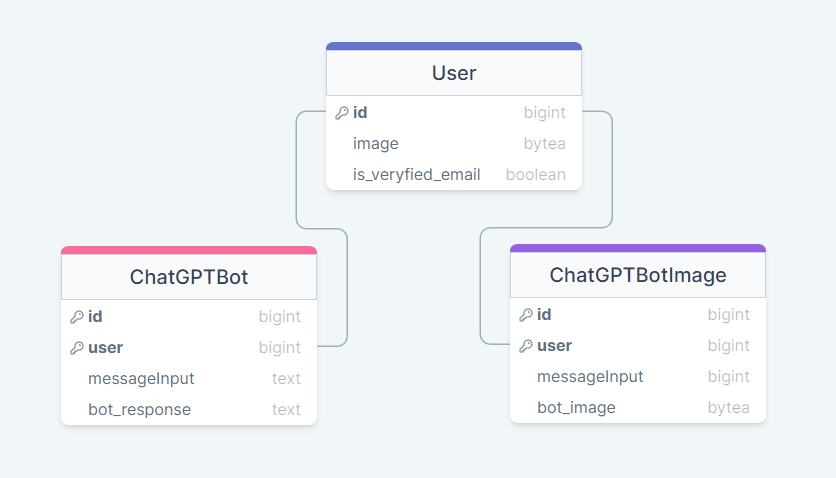 User
id bigint
image bytea
is_veryfied_email boolean
ChatGPTBot
id bigint
user bigint
messageInput text
bot_response text
ChatGPTBotImage
id bigint
user bigint
messageInput bigint
bot_image bytea